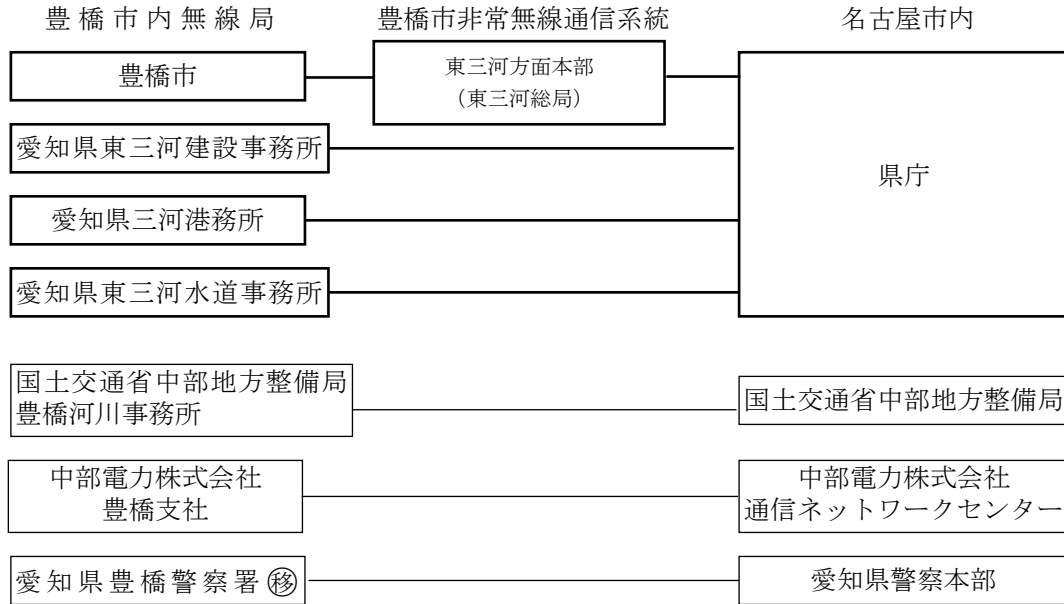 豊橋市内無線局 豊橋市非常無線通信系統 名古屋市内
豊橋市
東三河方面本部
（東三河総局）
県庁
愛知県東三河建設事務所
愛知県三河港務所
愛知県東三河水道事務所
国土交通省中部地方整備局
豊橋河川事務所
国土交通省中部地方整備局
中部電力株式会社
豊橋支社
中部電力株式会社
通信ネットワークセンター
愛知県豊橋警察署㊙移
愛知県警察本部